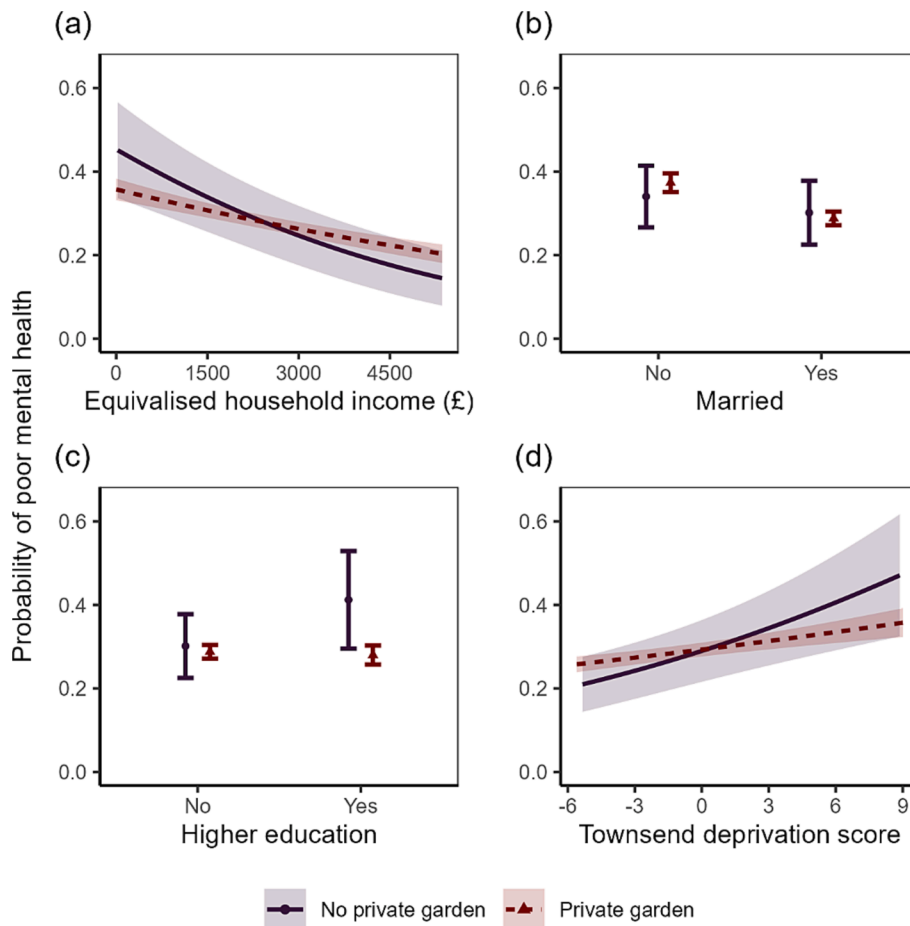 Probability of poor mental health
(a)
0.6
0.4
0.2
0.0
0 1500 3000 4500
Equivalised household income (£)
(b)
0.6
0.4
0.2
0.0
No Yes
Married
(c)
0.6
0.4
0.2
0.0
No Yes
Higher education
(d)
0.6
0.4
0.2
0.0
-6 -3 0 3 6 9
Townsend deprivation score
No private garden
Private garden